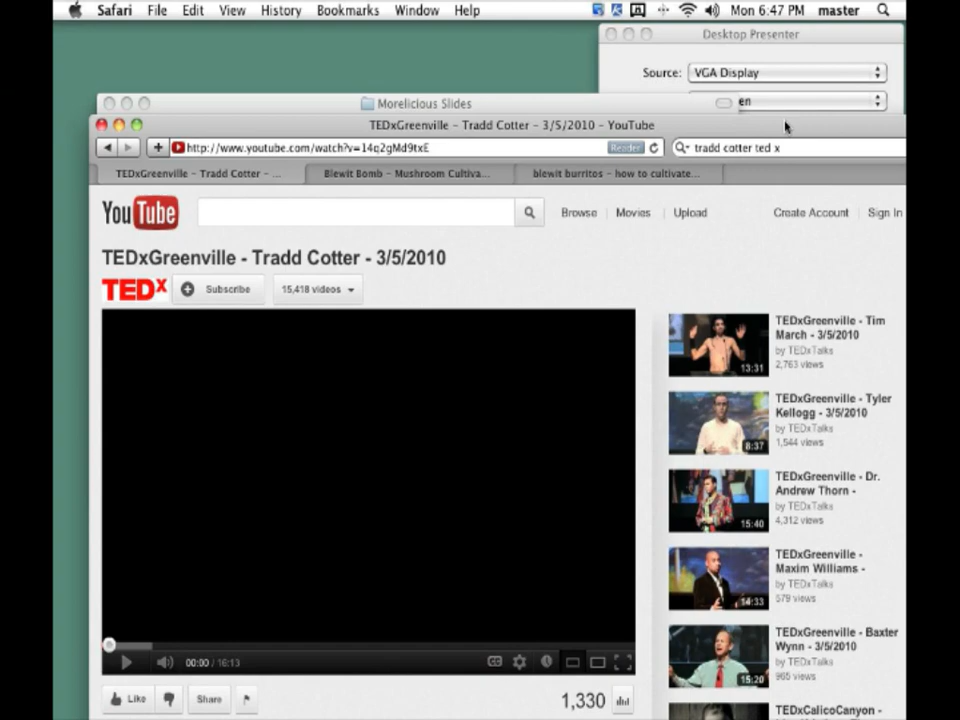 Safari File Edit View History Bookmarks Window Help Mon 6:47 PM master
Desktop Presenter
Source: VGA Display
en
Morelicious Slides
TEDxGreenville - Tradd Cotter - 3/5/2010 - YouTube
http://www.youtube.com/watch?v=14q2gMd9txE Reader tradd cotter ted x
TEDxGreenville - Tradd Cotter - ... Blewit Bomb - Mushroom Cultiva... blewit burritos - how to cultivate...
YouTube Browse Movies Upload Create Account Sign In
TEDxGreenville - Tradd Cotter - 3/5/2010
TEDx Subscribe 15,418 videos
TEDxGreenville - Tim
March - 3/5/2010
by TEDxTalks
2,763 views
13:31
TEDxGreenville - Tyler
Kellogg - 3/5/2010
by TEDxTalks
1,544 views
8:37
TEDxGreenville - Dr.
Andrew Thorn -
by TEDxTalks
4,312 views
15:40
TEDxGreenville -
Maxim Williams -
by TEDxTalks
579 views
14:33
TEDxGreenville - Baxter
Wynn - 3/5/2010
by TEDxTalks
965 views
15:20
TEDxCalicoCanyon -
00:00 / 16:13 CC
Like Share 1,330